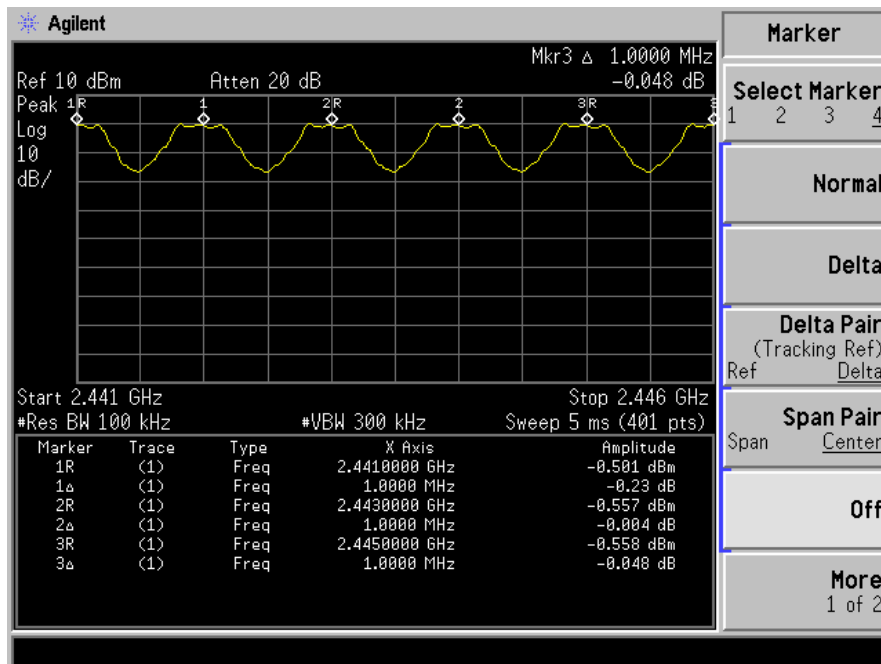 Agilent
Mkr3 Δ 1.0000 MHz
Ref 10 dBm Atten 20 dB -0.048 dB
Peak
Log
10
dB/
1R 1 2R 2 3R
Start 2.441 GHz Stop 2.446 GHz
#Res BW 100 kHz #VBW 300 kHz Sweep 5 ms (401 pts)
Marker Trace Type X Axis Amplitude
1R (1) Freq 2.4410000 GHz -0.501 dBm
1Δ (1) Freq 1.0000 MHz -0.23 dB
2R (1) Freq 2.4430000 GHz -0.557 dBm
2Δ (1) Freq 1.0000 MHz -0.004 dB
3R (1) Freq 2.4450000 GHz -0.558 dBm
3Δ (1) Freq 1.0000 MHz -0.048 dB
Marker
Select Marker
1 2 3 4
Normal
Delta
Delta Pair
(Tracking Ref)
Ref Delta
Span Pair
Span Center
Off
More
1 of 2